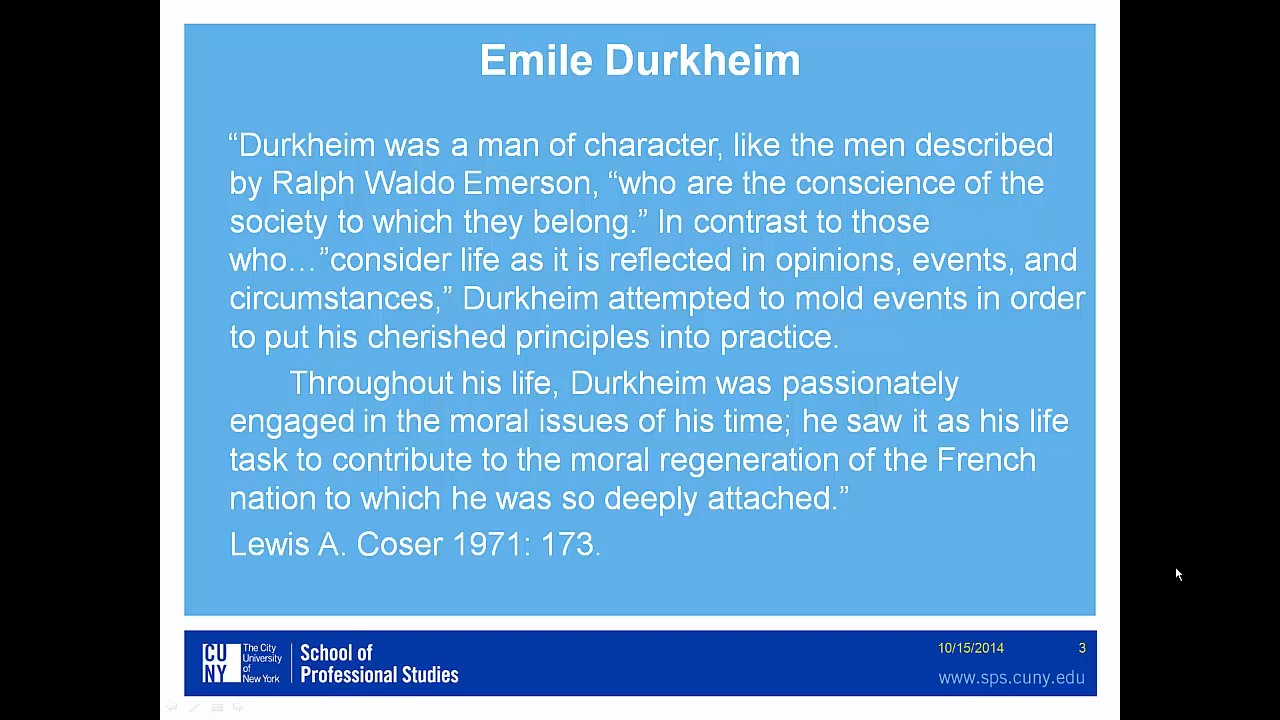 Emile Durkheim
“Durkheim was a man of character, like the men described
by Ralph Waldo Emerson, “who are the conscience of the
society to which they belong.” In contrast to those
who…”consider life as it is reflected in opinions, events, and
circumstances,” Durkheim attempted to mold events in order
to put his cherished principles into practice.
Throughout his life, Durkheim was passionately
engaged in the moral issues of his time; he saw it as his life
task to contribute to the moral regeneration of the French
nation to which he was so deeply attached.”
Lewis A. Coser 1971: 173.
CU
NY
The City
University
of
New York
School of
Professional Studies
10/15/2014
3
www.sps.cuny.edu